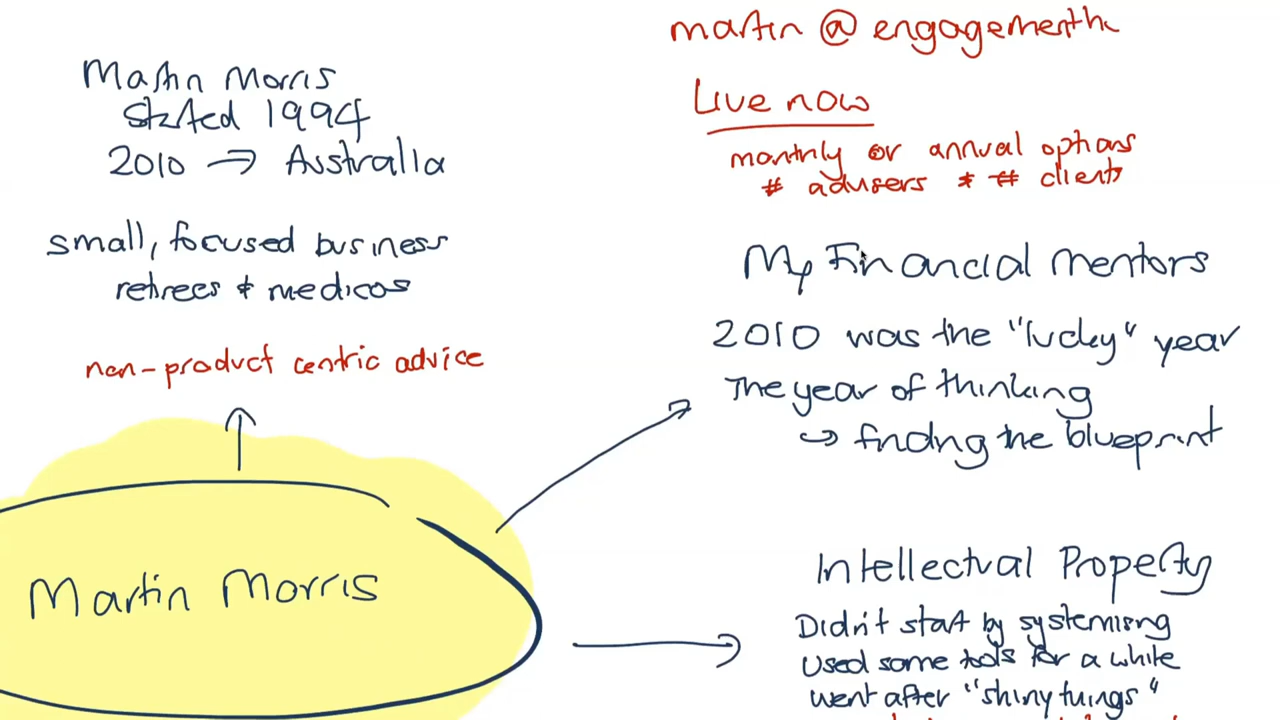 Martin Morris
started 1994
2010 → Australia
small, focused business
retirees & medicos
non-product centric advice
Martin Morris
martin @ engagementh
Live now
monthly or annual options
# advisers * # clients
My Financial mentors
2010 was the "lucky" year
The year of thinking
↪ finding the blueprint
Intellectual Property
Didn't start by systemising
Used some tools for a while
went after "shiny things"